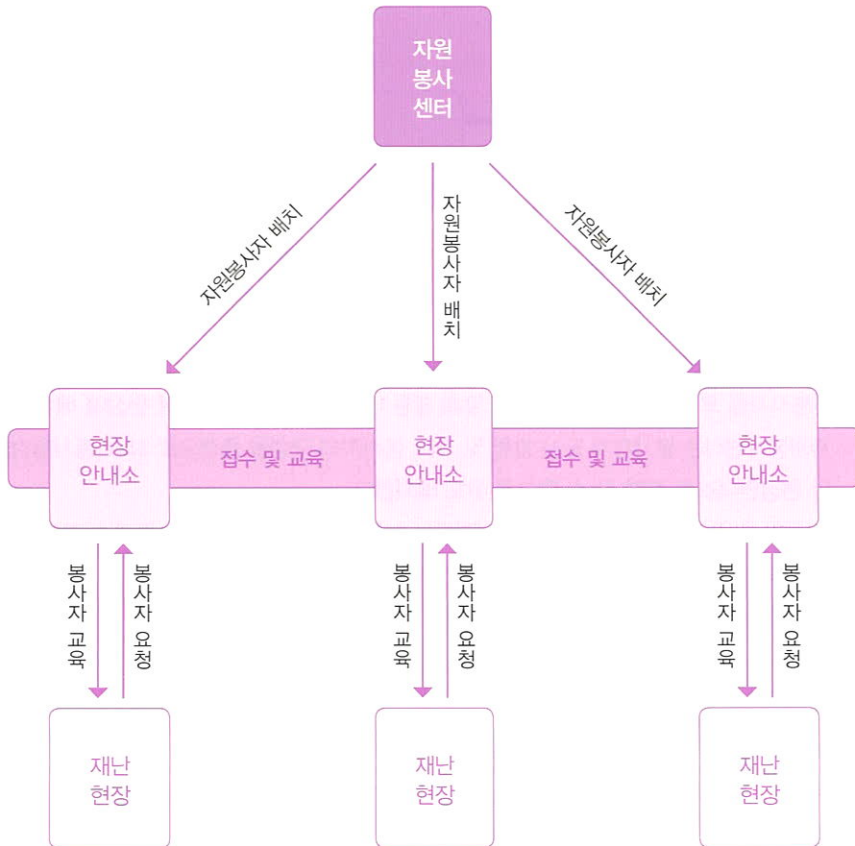 자원
봉사
센터
자원봉사자 배치
자원봉사자 배치
자원봉사자 배치
현장
안내소
접수 및 교육
현장
안내소
접수 및 교육
현장
안내소
봉사자 교육
봉사자 요청
봉사자 교육
봉사자 요청
봉사자 교육
봉사자 요청
재난
현장
재난
현장
재난
현장